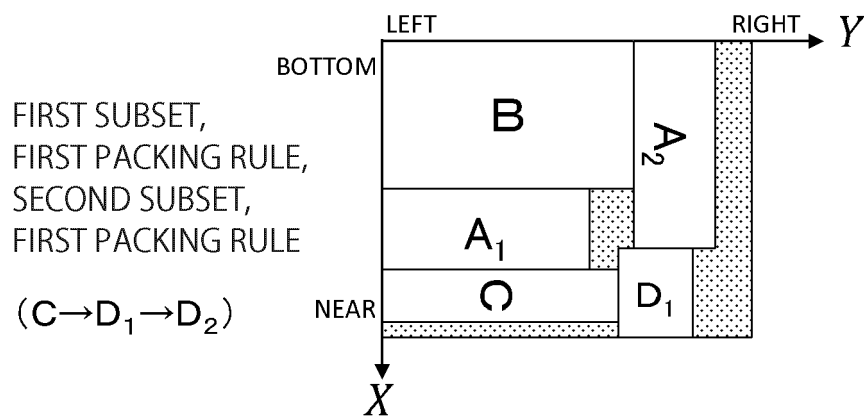 LEFT
RIGHT
Y
BOTTOM
B
A₂
FIRST SUBSET,
FIRST PACKING RULE,
SECOND SUBSET,
FIRST PACKING RULE
A₁
C
D₁
NEAR
(C→D₁→D₂)
X